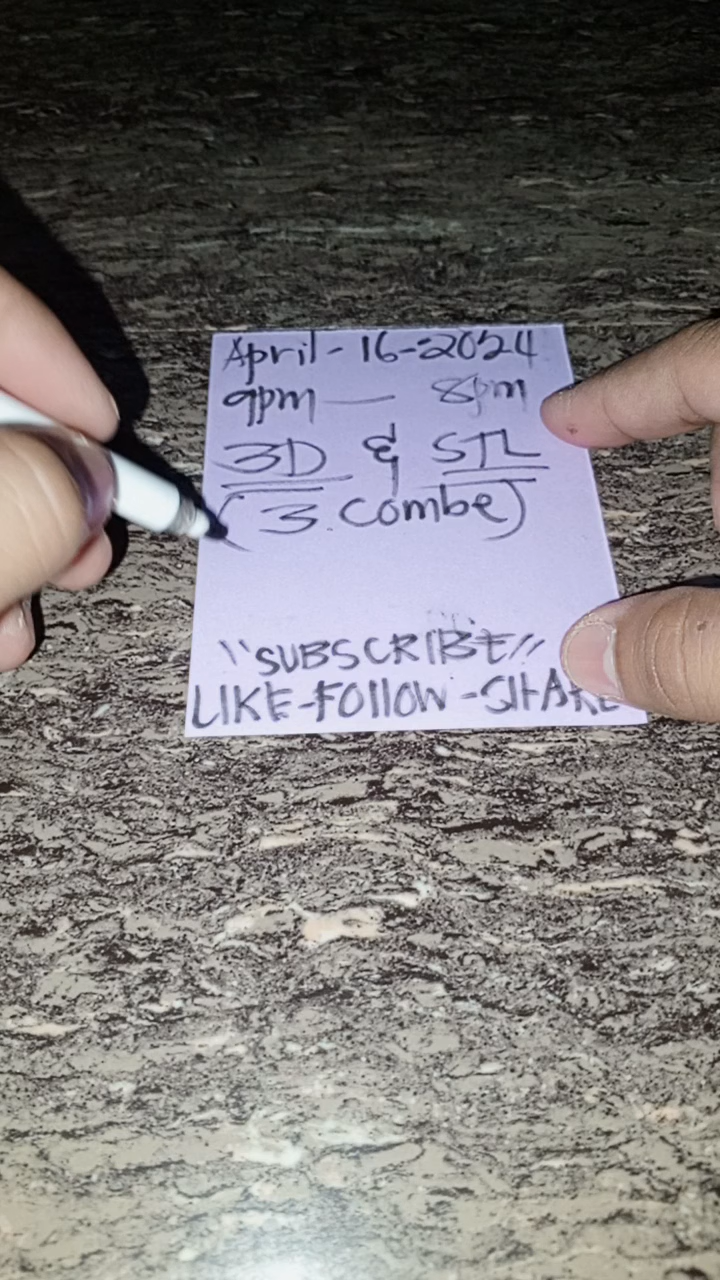 April-16-2024
9pm — 8pm
3D & STL
(3.combe)
"SUBSCRIBE"
LIKE-FOllOW-SHARE